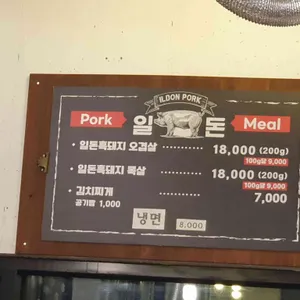 ILDON PORK
Pork 일 돈 Meal
• 일돈흑돼지 오겹살 ············ 18,000 (200g)
100g당 9,000
• 일돈흑돼지 목살 ············ 18,000 (200g)
100g당 9,000
• 김치찌개 7,000
공기밥 1,000
냉면 8,000